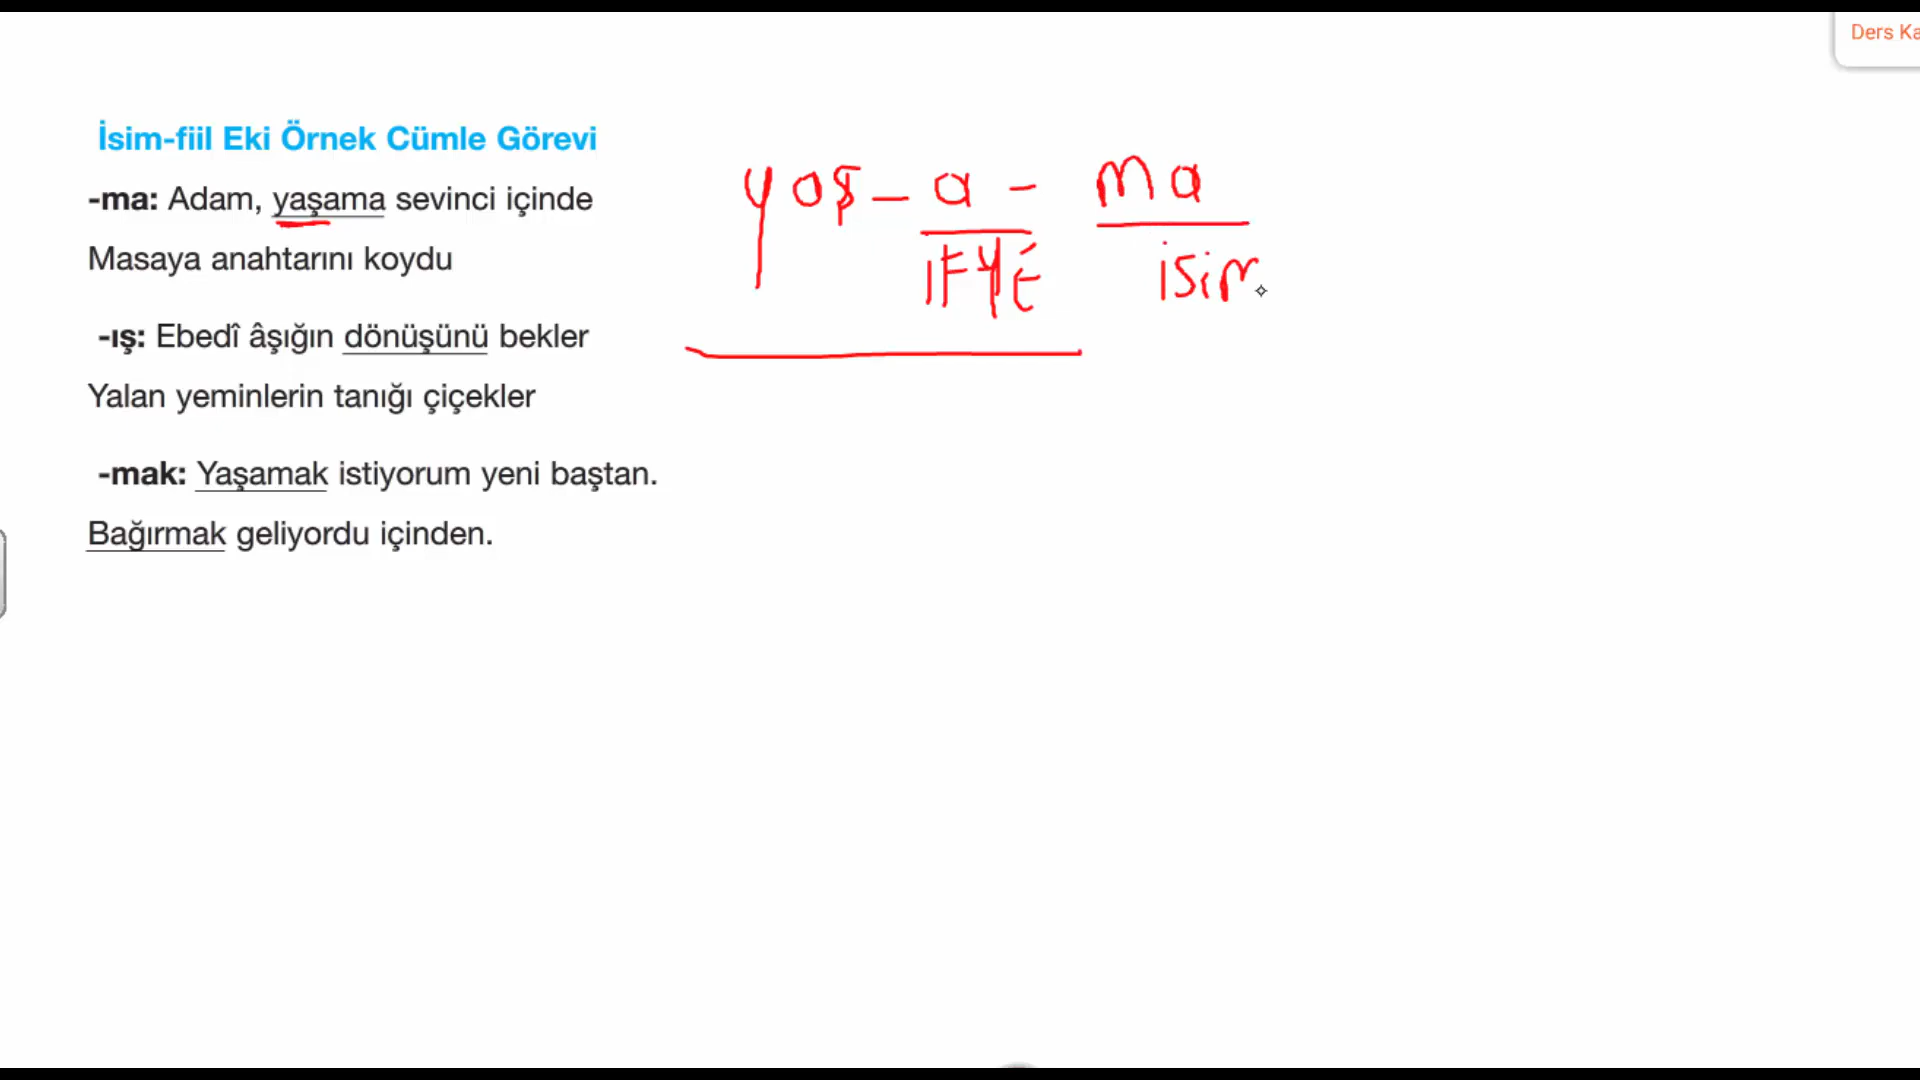 Ders Ka
İsim-fiil Eki Örnek Cümle Görevi
-ma: Adam, yaşama sevinci içinde
Masaya anahtarını koydu
-ış: Ebedî âşığın dönüşünü bekler
Yalan yeminlerin tanığı çiçekler
-mak: Yaşamak istiyorum yeni baştan.
Bağırmak geliyordu içinden.
yaş - a - ma
İFYE isim